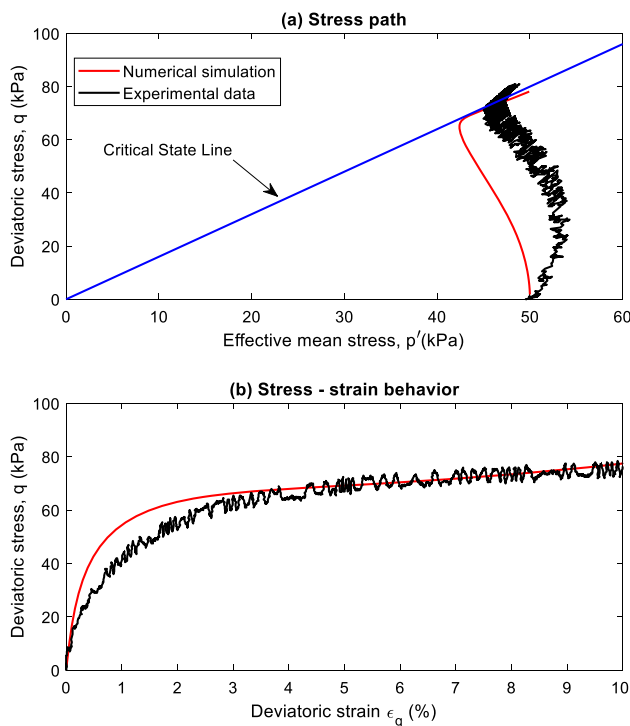 (a) Stress path
100
80
60
40
20
0
Deviatoric stress, q (kPa)
Numerical simulation
Experimental data
Critical State Line
0 10 20 30 40 50 60
Effective mean stress, p′(kPa)
(b) Stress - strain behavior
100
80
60
40
20
0
Deviatoric stress, q (kPa)
0 1 2 3 4 5 6 7 8 9 10
Deviatoric strain ϵq (%)